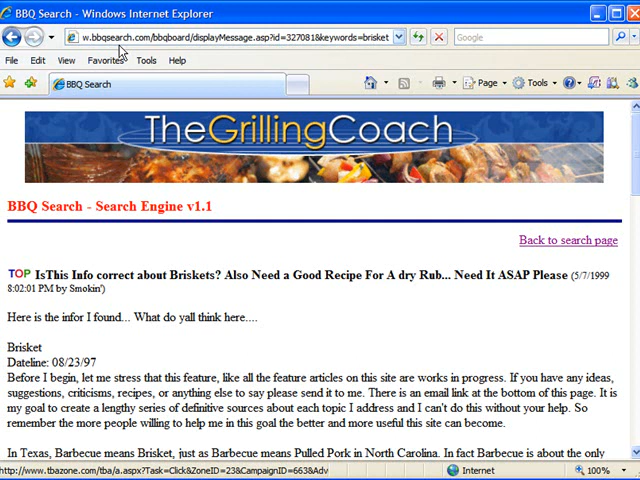 BBQ Search - Windows Internet Explorer
w.bbqsearch.com/bbqboard/displayMessage.asp?id=327081&keywords=brisket
Google
File Edit View Favorites Tools Help
BBQ Search
Page Tools
TheGrillingCoach
BBQ Search - Search Engine v1.1
Back to search page
TOP IsThis Info correct about Briskets? Also Need a Good Recipe For A dry Rub... Need It ASAP Please (5/7/1999
8:02:01 PM by Smokin')
Here is the infor I found... What do yall think here....
Brisket
Dateline: 08/23/97
Before I begin, let me stress that this feature, like all the feature articles on this site are works in progress. If you have any ideas,
suggestions, criticisms, recipes, or anything else to say please send it to me. There is an email link at the bottom of this page. It is
my goal to create a lengthy series of definitive sources about each topic I address and I can't do this without your help. So
remember the more people willing to help me in this goal the better and more useful this site can become.
In Texas, Barbecue means Brisket, just as Barbecue means Pulled Pork in North Carolina. In fact Barbecue is about the only
http://www.tbazone.com/tba/a.aspx?Task=Click&ZoneID=23&CampaignID=663&Adv
Internet
100%